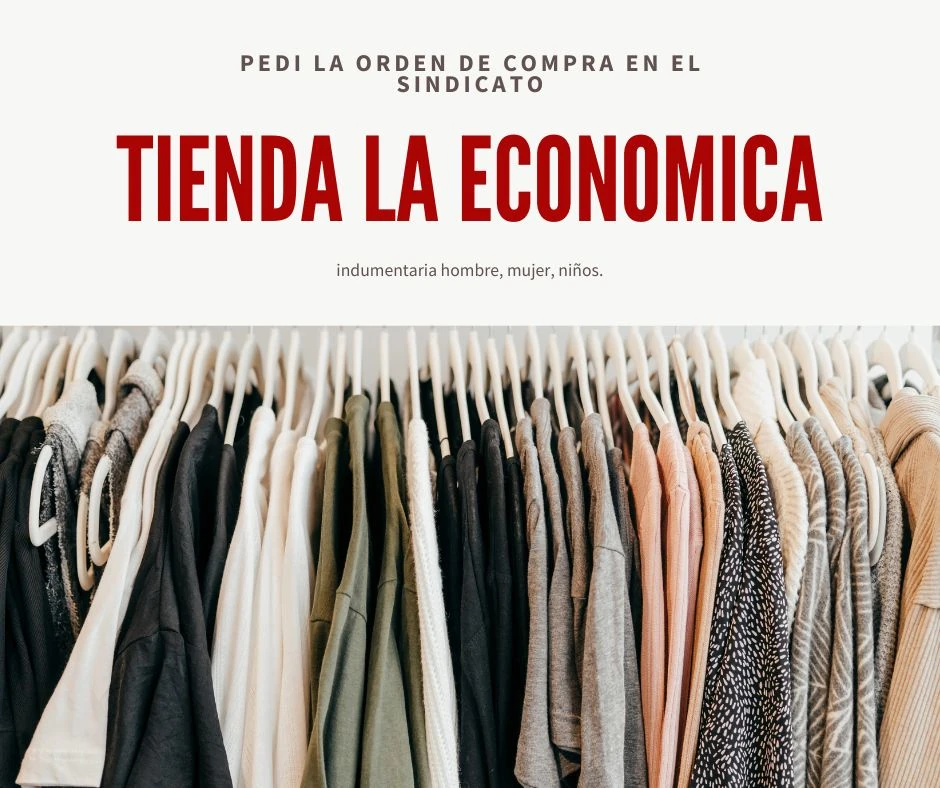 PEDI LA ORDEN DE COMPRA EN EL
SINDICATO
TIENDA LA ECONOMICA
indumentaria hombre, mujer, niños.